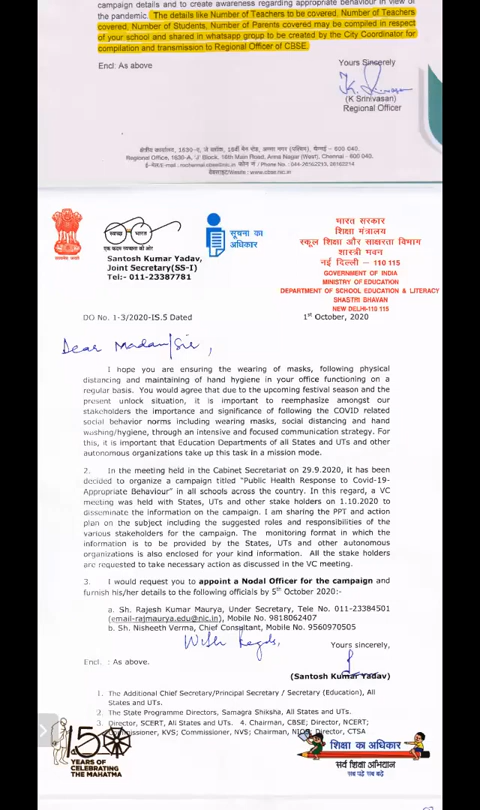 campaign details and to create awareness regarding appropriate behaviour in view of
the pandemic. The details like Number of Teachers to be covered, Number of Teachers
covered, Number of Students, Number of Parents covered may be compiled in respect
of your school and shared in whatsapp group to be created by the City Coordinator for
compilation and transmission to Regional Officer of CBSE.
Encl: As above
Yours Sincerely
(K Srinivasan)
Regional Officer
Regional Office, 1630-A, 'J' Block, 16th Main Road, Anna Nagar (West), Chennai - 600 040.
स्वच्छ भारत
एक कदम स्वच्छता की ओर
Santosh Kumar Yadav,
Joint Secretary(SS-I)
Tel:- 011-23387781
सूचना का
अधिकार
भारत सरकार
शिक्षा मंत्रालय
स्कूल शिक्षा और साक्षरता विभाग
शास्त्री भवन
नई दिल्ली – 110 115
GOVERNMENT OF INDIA
MINISTRY OF EDUCATION
DEPARTMENT OF SCHOOL EDUCATION & LITERACY
SHASTRI BHAVAN
NEW DELHI-110 115
DO No. 1-3/2020-IS.5 Dated
1st October, 2020
Dear Madam/Sir,
I hope you are ensuring the wearing of masks, following physical
distancing and maintaining of hand hygiene in your office functioning on a
regular basis. You would agree that due to the upcoming festival season and the
present unlock situation, it is important to reemphasize amongst our
stakeholders the importance and significance of following the COVID related
social behavior norms including wearing masks, social distancing and hand
washing/hygiene, through an intensive and focused communication strategy. For
this, it is important that Education Departments of all States and UTs and other
autonomous organizations take up this task in a mission mode.
2. In the meeting held in the Cabinet Secretariat on 29.9.2020, it has been
decided to organize a campaign titled "Public Health Response to Covid-19-
Appropriate Behaviour" in all schools across the country. In this regard, a VC
meeting was held with States, UTs and other stake holders on 1.10.2020 to
disseminate the information on the campaign. I am sharing the PPT and action
plan on the subject including the suggested roles and responsibilities of the
various stakeholders for the campaign. The monitoring format in which the
information is to be provided by the States, UTs and other autonomous
organizations is also enclosed for your kind information. All the stake holders
are requested to take necessary action as discussed in the VC meeting.
3. I would request you to appoint a Nodal Officer for the campaign and
furnish his/her details to the following officials by 5th October 2020:-
a. Sh. Rajesh Kumar Maurya, Under Secretary, Tele No. 011-23384501
(email-rajmaurya.edu@nic.in), Mobile No. 9818062407
b. Sh. Nisheeth Verma, Chief Consultant, Mobile No. 9560970505
With Regds,
Yours sincerely,
Encl. : As above.
(Santosh Kumar Yadav)
1. The Additional Chief Secretary/Principal Secretary / Secretary (Education), All
States and UTs.
2. The State Programme Directors, Samagra Shiksha, All States and UTs.
3. Director, SCERT, All States and UTs. 4. Chairman, CBSE; Director, NCERT;
Commissioner, KVS; Commissioner, NVS; Chairman, NIOS; Director, CTSA
150
YEARS OF
CELEBRATING
THE MAHATMA
शिक्षा का अधिकार
सर्व शिक्षा अभियान
सब पढ़ें सब बढ़ें